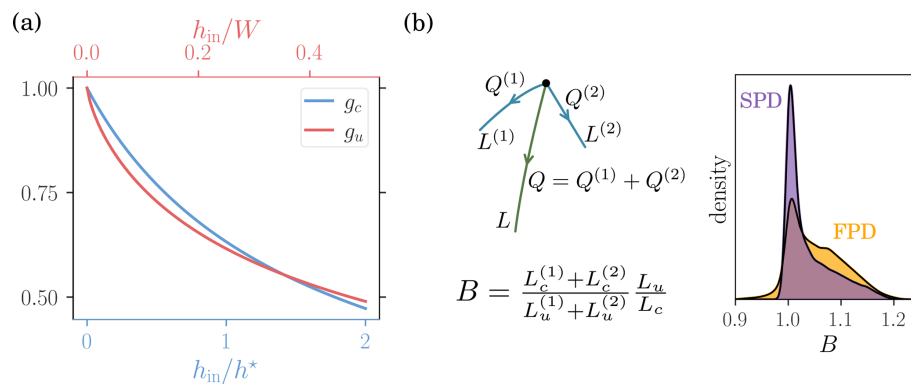 (a)
h_in/W
0.0 0.2 0.4
1.00
0.75
0.50
g_c
g_u
0 1 2
h_in/h⋆
(b)
Q^(1)
Q^(2)
L^(1)
L^(2)
Q = Q^(1) + Q^(2)
L
B = (L_c^(1)+L_c^(2))/(L_u^(1)+L_u^(2)) L_u/L_c
density
SPD
FPD
0.9 1.0 1.1 1.2
B